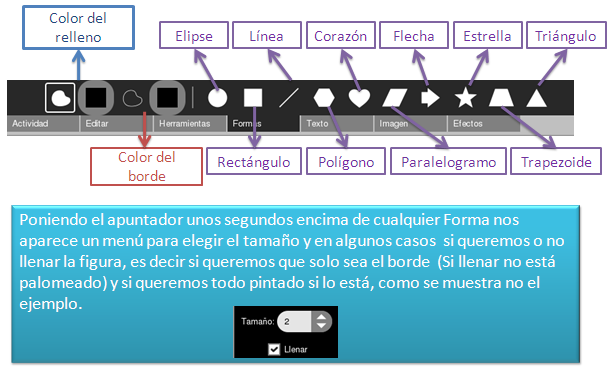 Color del
relleno
Elipse
Línea
Corazón
Flecha
Estrella
Triángulo
Actividad
Editar
Herramientas
Formas
Texto
Imagen
Efectos
Color del
borde
Rectángulo
Polígono
Paralelogramo
Trapezoide
Poniendo el apuntador unos segundos encima de cualquier Forma nos
aparece un menú para elegir el tamaño y en algunos casos si queremos o no
llenar la figura, es decir si queremos que solo sea el borde (Si llenar no está
palomeado) y si queremos todo pintado si lo está, como se muestra no el
ejemplo.
Tamaño: 2
Llenar